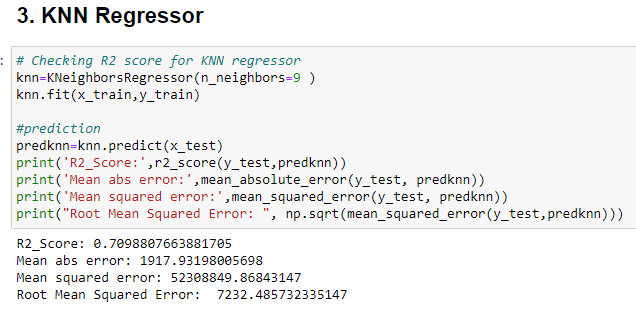 3. KNN Regressor
: # Checking R2 score for KNN regressor
knn=KNeighborsRegressor(n_neighbors=9 )
knn.fit(x_train,y_train)
#prediction
predknn=knn.predict(x_test)
print('R2_Score:',r2_score(y_test,predknn))
print('Mean abs error:',mean_absolute_error(y_test, predknn))
print('Mean squared error:',mean_squared_error(y_test, predknn))
print("Root Mean Squared Error: ", np.sqrt(mean_squared_error(y_test,predknn)))
R2_Score: 0.7098807663881705
Mean abs error: 1917.93198005698
Mean squared error: 52308849.86843147
Root Mean Squared Error:  7232.485732335147